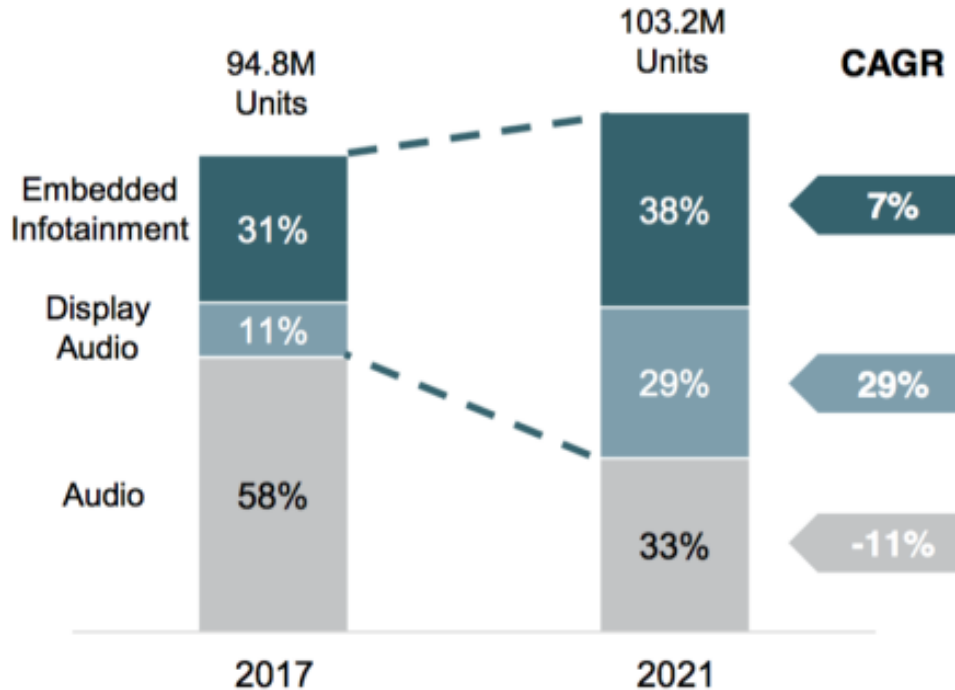 94.8M
Units
103.2M
Units
CAGR
Embedded
Infotainment
31%
38%
7%
Display
Audio
11%
29%
29%
Audio
58%
33%
-11%
2017
2021